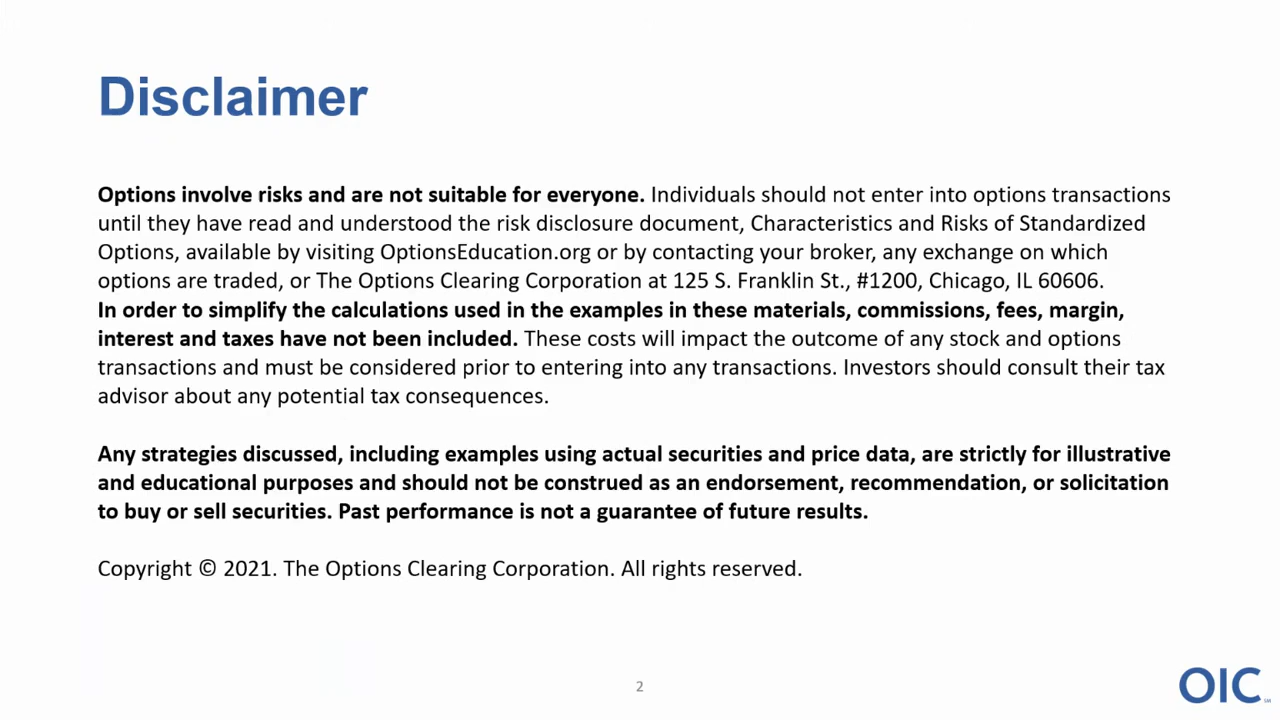 Disclaimer
Options involve risks and are not suitable for everyone. Individuals should not enter into options transactions
until they have read and understood the risk disclosure document, Characteristics and Risks of Standardized
Options, available by visiting OptionsEducation.org or by contacting your broker, any exchange on which
options are traded, or The Options Clearing Corporation at 125 S. Franklin St., #1200, Chicago, IL 60606.
In order to simplify the calculations used in the examples in these materials, commissions, fees, margin,
interest and taxes have not been included. These costs will impact the outcome of any stock and options
transactions and must be considered prior to entering into any transactions. Investors should consult their tax
advisor about any potential tax consequences.
Any strategies discussed, including examples using actual securities and price data, are strictly for illustrative
and educational purposes and should not be construed as an endorsement, recommendation, or solicitation
to buy or sell securities. Past performance is not a guarantee of future results.
Copyright © 2021. The Options Clearing Corporation. All rights reserved.
2
OIC℠